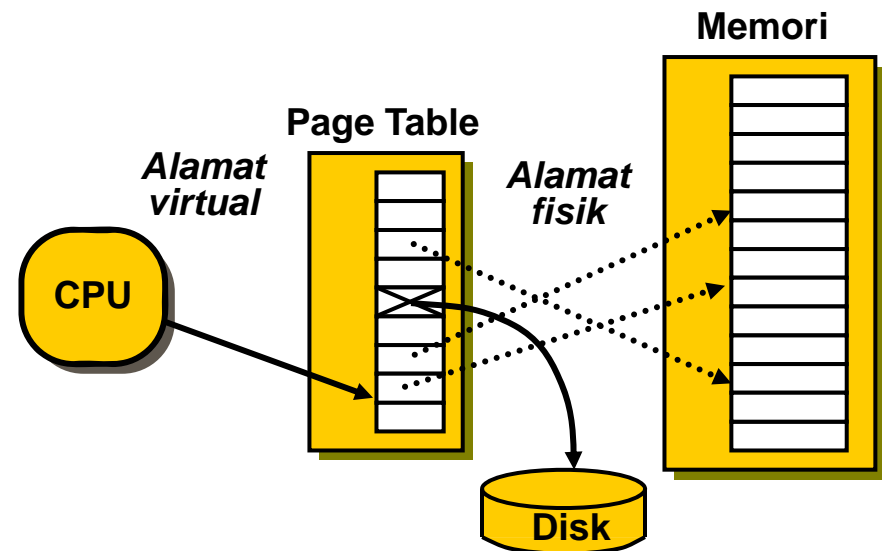 Memori
Page Table
Alamat
virtual
Alamat
fisik
CPU
Disk